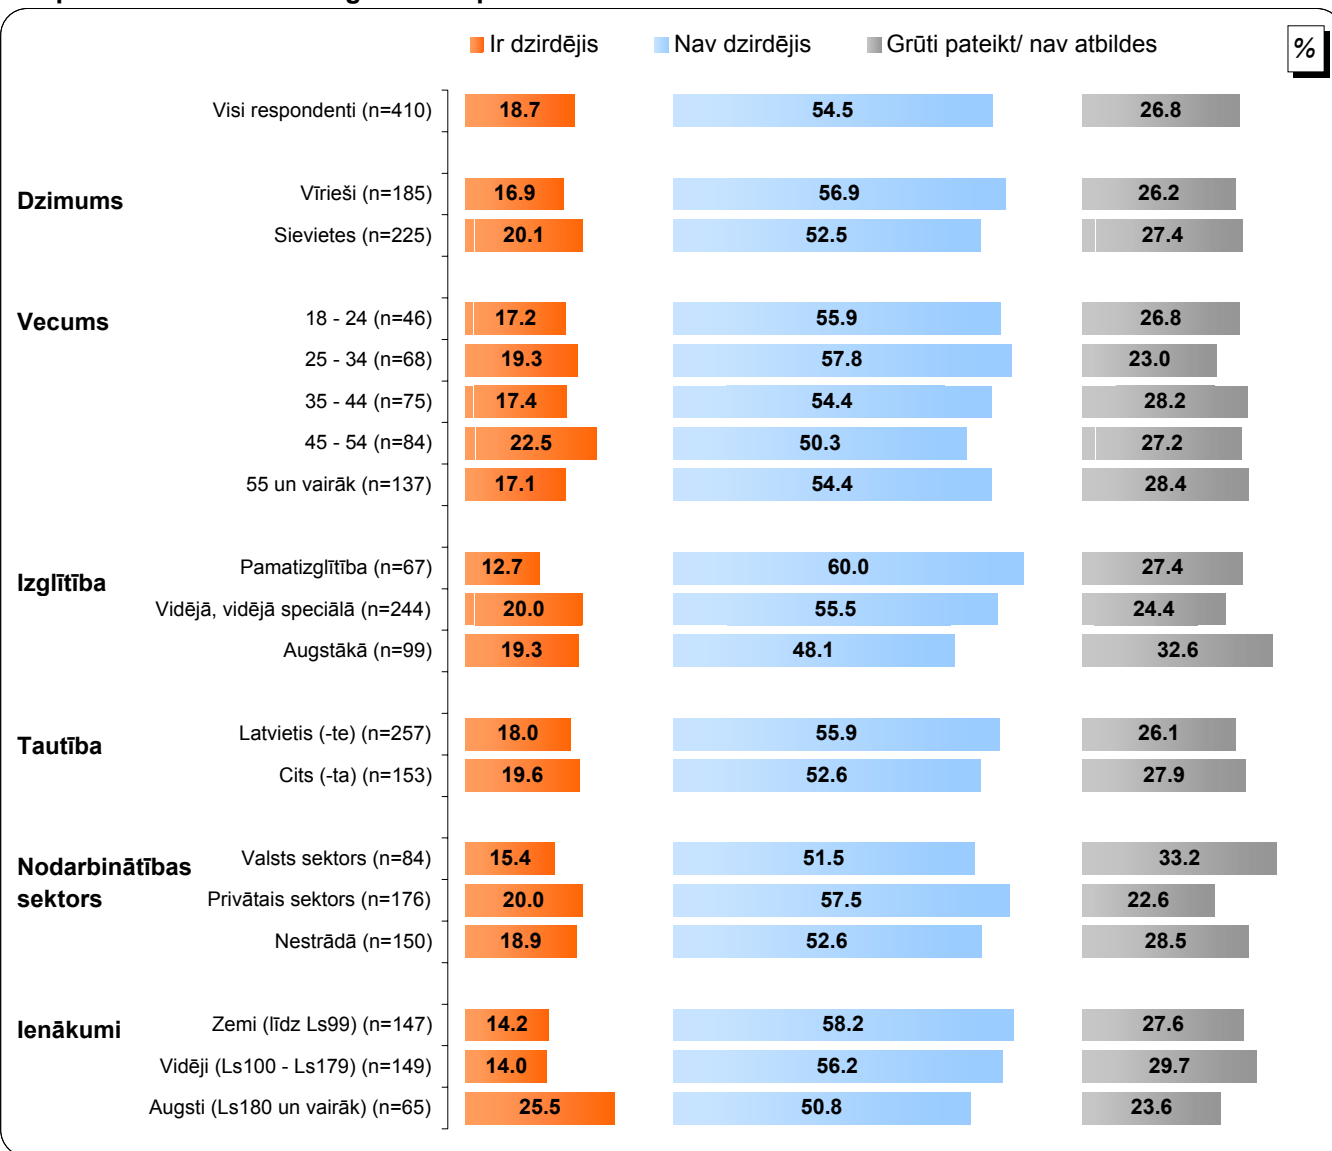 Ir dzirdējis Nav dzirdējis Grūti pateikt/ nav atbildes %
Visi respondenti (n=410) 18.7 54.5 26.8
Dzimums
Vīrieši (n=185) 16.9 56.9 26.2
Sievietes (n=225) 20.1 52.5 27.4
Vecums
18 - 24 (n=46) 17.2 55.9 26.8
25 - 34 (n=68) 19.3 57.8 23.0
35 - 44 (n=75) 17.4 54.4 28.2
45 - 54 (n=84) 22.5 50.3 27.2
55 un vairāk (n=137) 17.1 54.4 28.4
Izglītība
Pamatizglītība (n=67) 12.7 60.0 27.4
Vidējā, vidējā speciālā (n=244) 20.0 55.5 24.4
Augstākā (n=99) 19.3 48.1 32.6
Tautība
Latvietis (-te) (n=257) 18.0 55.9 26.1
Cits (-ta) (n=153) 19.6 52.6 27.9
Nodarbinātības
sektors
Valsts sektors (n=84) 15.4 51.5 33.2
Privātais sektors (n=176) 20.0 57.5 22.6
Nestrādā (n=150) 18.9 52.6 28.5
Ienākumi
Zemi (līdz Ls99) (n=147) 14.2 58.2 27.6
Vidēji (Ls100 - Ls179) (n=149) 14.0 56.2 29.7
Augsti (Ls180 un vairāk) (n=65) 25.5 50.8 23.6